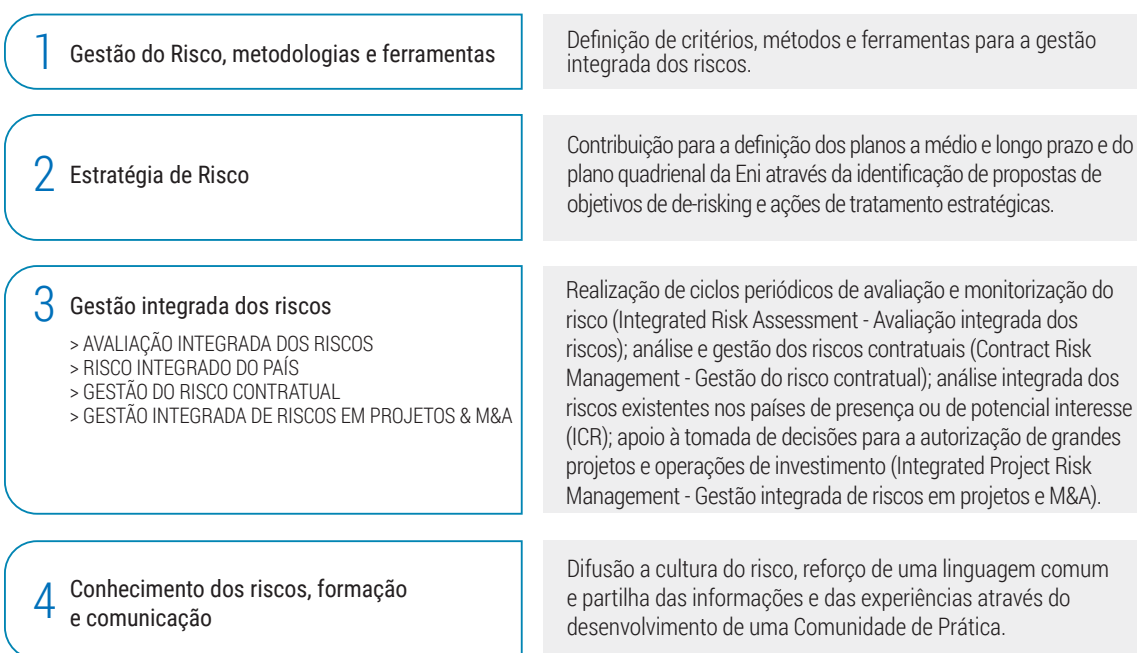 1 Gestão do Risco, metodologias e ferramentas
Definição de critérios, métodos e ferramentas para a gestão
integrada dos riscos.
2 Estratégia de Risco
Contribuição para a definição dos planos a médio e longo prazo e do
plano quadrienal da Eni através da identificação de propostas de
objetivos de de-risking e ações de tratamento estratégicas.
3 Gestão integrada dos riscos
> AVALIAÇÃO INTEGRADA DOS RISCOS
> RISCO INTEGRADO DO PAÍS
> GESTÃO DO RISCO CONTRATUAL
> GESTÃO INTEGRADA DE RISCOS EM PROJETOS & M&A
Realização de ciclos periódicos de avaliação e monitorização do
risco (Integrated Risk Assessment - Avaliação integrada dos
riscos); análise e gestão dos riscos contratuais (Contract Risk
Management - Gestão do risco contratual); análise integrada dos
riscos existentes nos países de presença ou de potencial interesse
(ICR); apoio à tomada de decisões para a autorização de grandes
projetos e operações de investimento (Integrated Project Risk
Management - Gestão integrada de riscos em projetos e M&A).
4 Conhecimento dos riscos, formação
e comunicação
Difusão a cultura do risco, reforço de uma linguagem comum
e partilha das informações e das experiências através do
desenvolvimento de uma Comunidade de Prática.